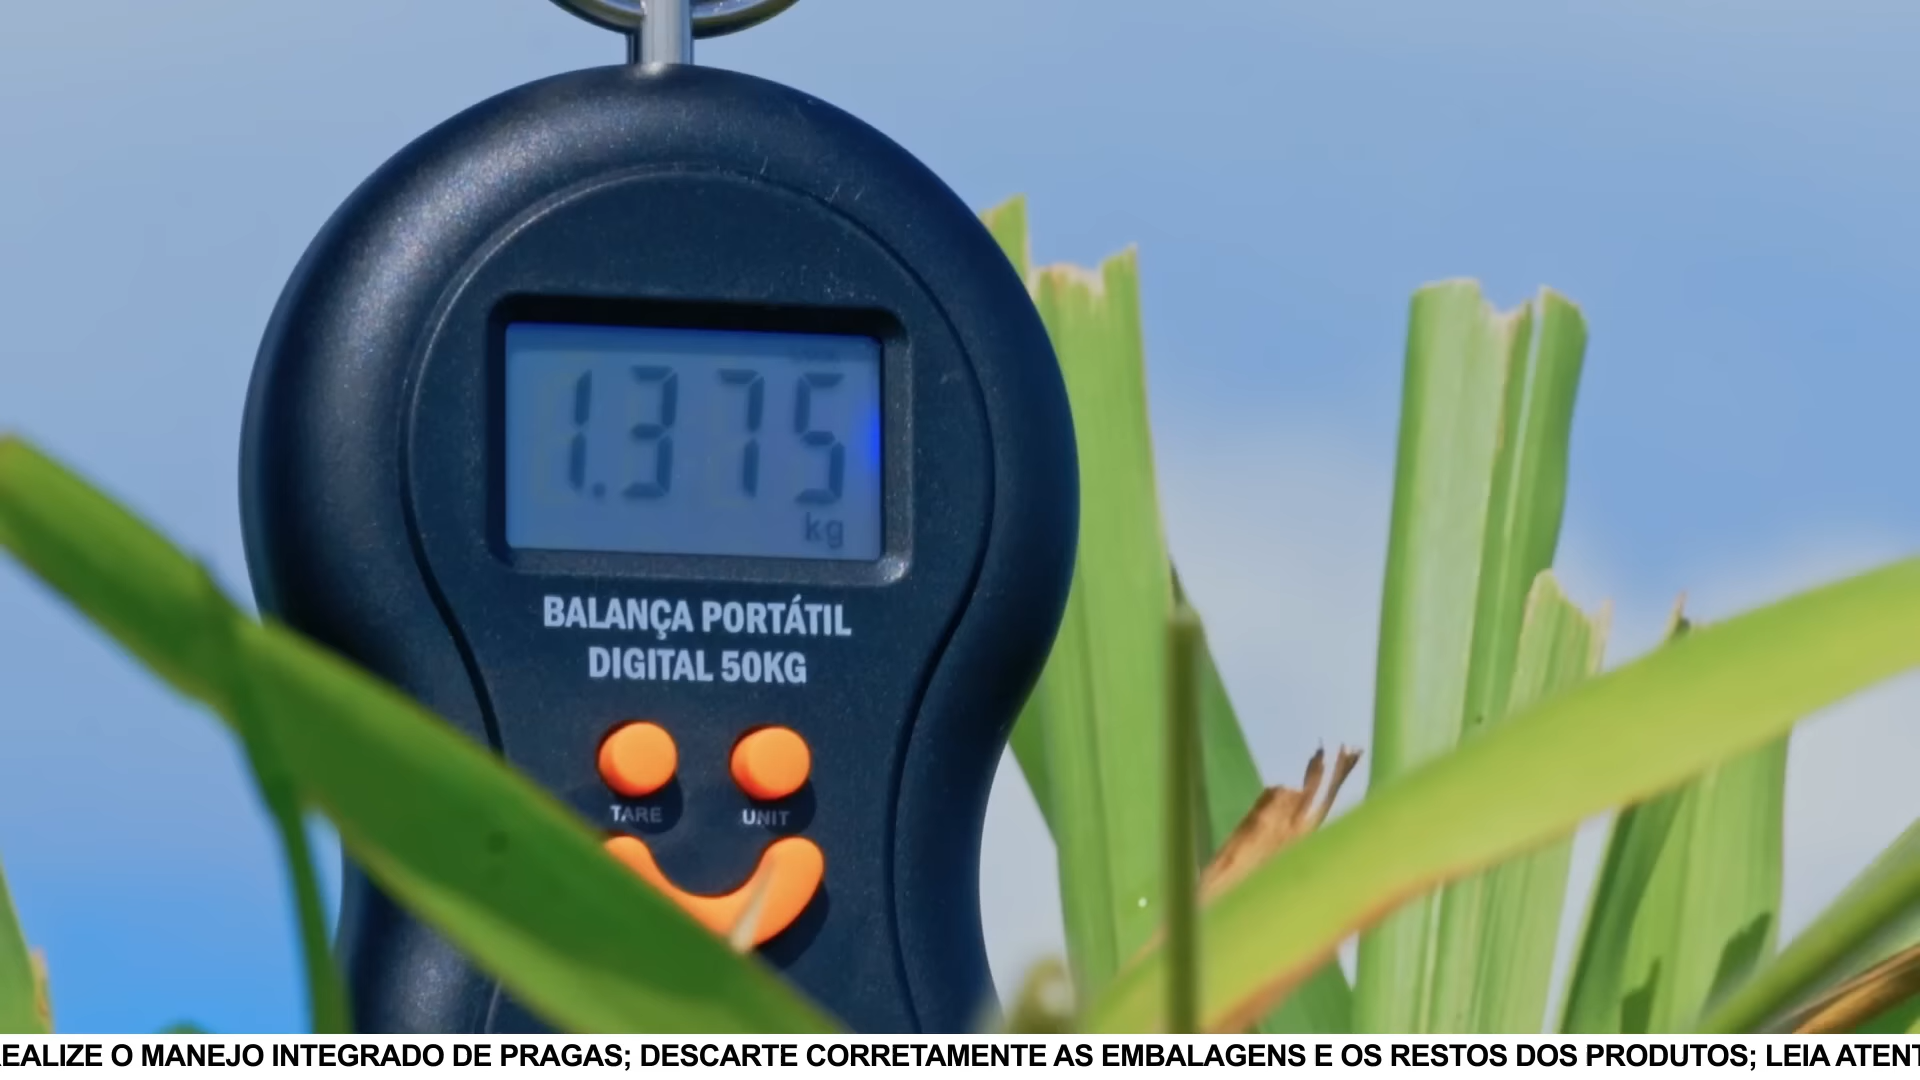 1.375
kg
BALANÇA PORTÁTIL
DIGITAL 50KG
TARE UNIT
REALIZE O MANEJO INTEGRADO DE PRAGAS; DESCARTE CORRETAMENTE AS EMBALAGENS E OS RESTOS DOS PRODUTOS; LEIA ATENT